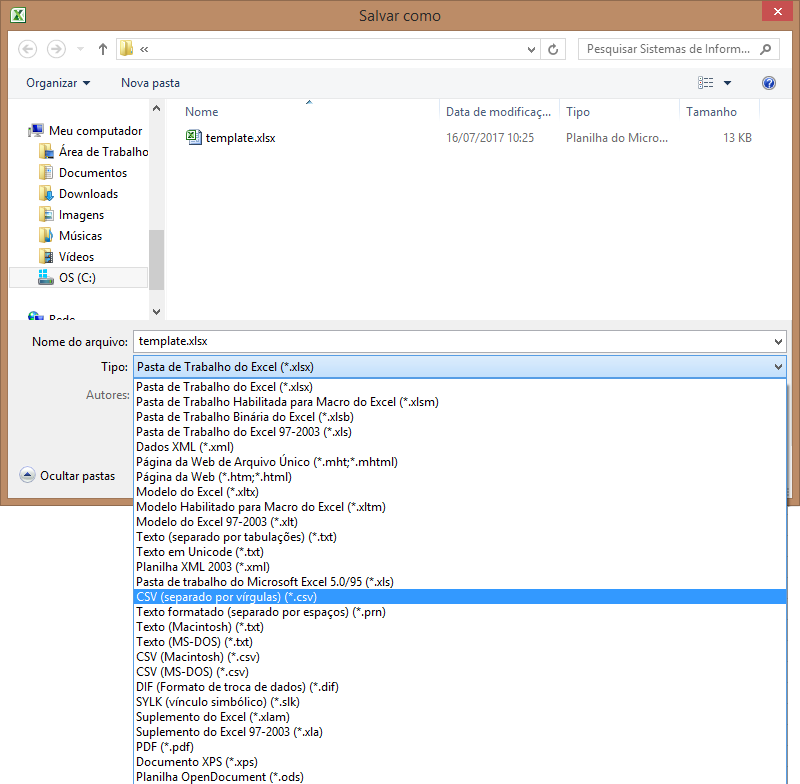 Salvar como
«
Pesquisar Sistemas de Inform...
Organizar
Nova pasta
Nome
Data de modificaç...
Tipo
Tamanho
template.xlsx
16/07/2017 10:25
Planilha do Micro...
13 KB
Meu computador
Área de Trabalho
Documentos
Downloads
Imagens
Músicas
Vídeos
OS (C:)
Rede
Nome do arquivo:
template.xlsx
Tipo:
Pasta de Trabalho do Excel (*.xlsx)
Autores:
Ocultar pastas
Pasta de Trabalho do Excel (*.xlsx)
Pasta de Trabalho Habilitada para Macro do Excel (*.xlsm)
Pasta de Trabalho Binária do Excel (*.xlsb)
Pasta de Trabalho do Excel 97-2003 (*.xls)
Dados XML (*.xml)
Página da Web de Arquivo Único (*.mht;*.mhtml)
Página da Web (*.htm;*.html)
Modelo do Excel (*.xltx)
Modelo Habilitado para Macro do Excel (*.xltm)
Modelo do Excel 97-2003 (*.xlt)
Texto (separado por tabulações) (*.txt)
Texto em Unicode (*.txt)
Planilha XML 2003 (*.xml)
Pasta de trabalho do Microsoft Excel 5.0/95 (*.xls)
CSV (separado por vírgulas) (*.csv)
Texto formatado (separado por espaços) (*.prn)
Texto (Macintosh) (*.txt)
Texto (MS-DOS) (*.txt)
CSV (Macintosh) (*.csv)
CSV (MS-DOS) (*.csv)
DIF (Formato de troca de dados) (*.dif)
SYLK (vínculo simbólico) (*.slk)
Suplemento do Excel (*.xlam)
Suplemento do Excel 97-2003 (*.xla)
PDF (*.pdf)
Documento XPS (*.xps)
Planilha OpenDocument (*.ods)